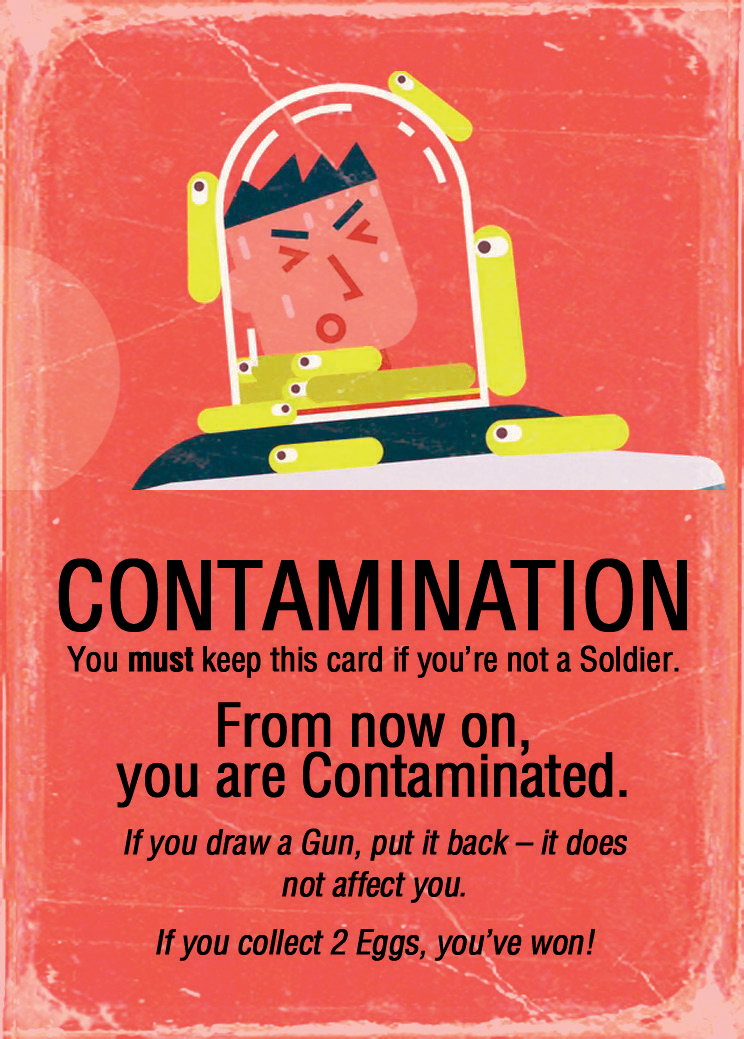 CONTAMINATION
You must keep this card if you’re not a Soldier.
From now on,
you are Contaminated.
If you draw a Gun, put it back – it does
not affect you.
If you collect 2 Eggs, you’ve won!